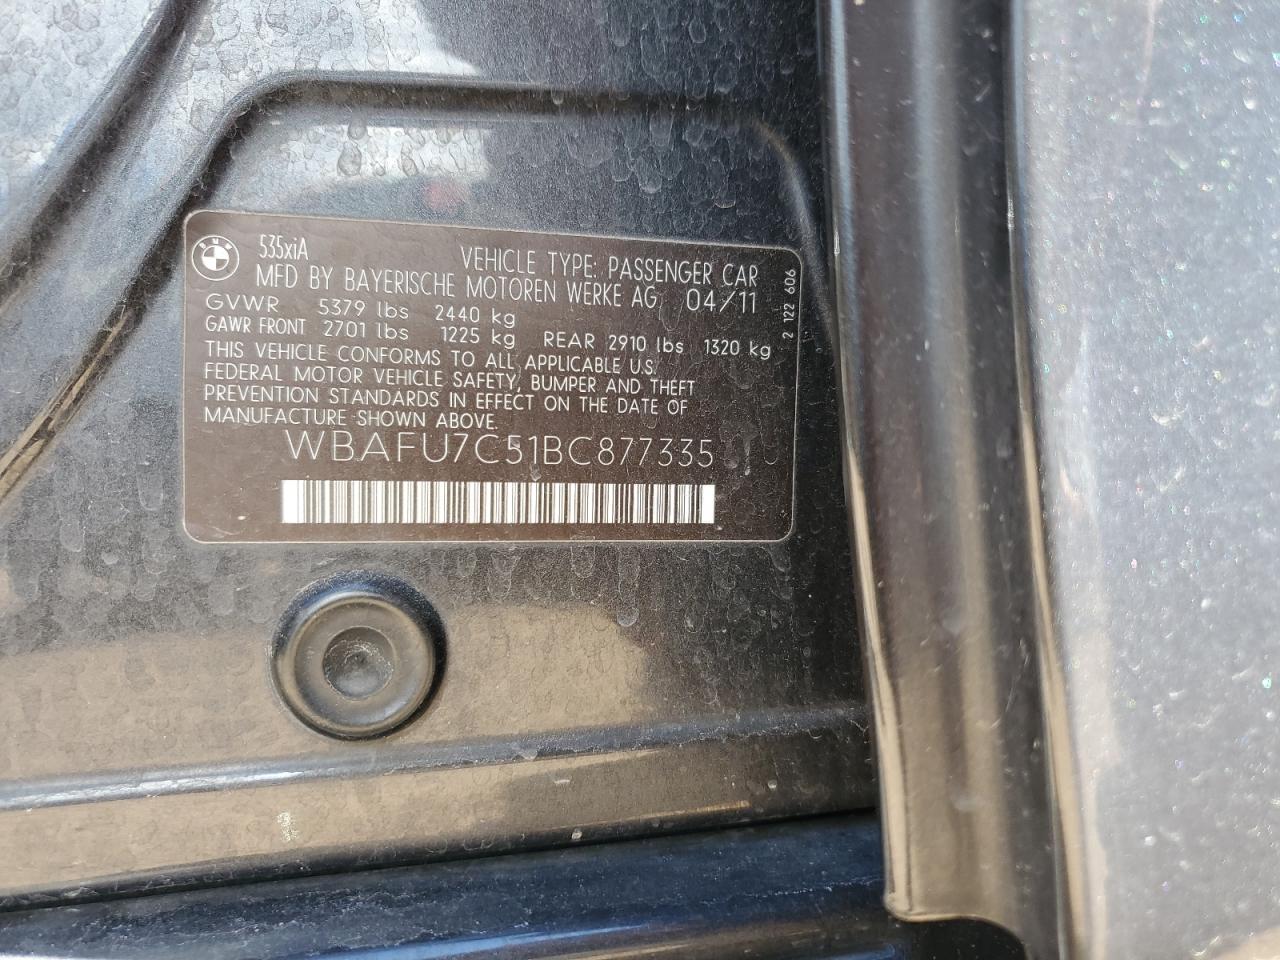 BMW
535xiA
VEHICLE TYPE: PASSENGER CAR
MFD BY BAYERISCHE MOTOREN WERKE AG 04/11
GVWR 5379 lbs 2440 kg
GAWR FRONT 2701 lbs 1225 kg REAR 2910 lbs 1320 kg
THIS VEHICLE CONFORMS TO ALL APPLICABLE U.S.
FEDERAL MOTOR VEHICLE SAFETY, BUMPER AND THEFT
PREVENTION STANDARDS IN EFFECT ON THE DATE OF
MANUFACTURE SHOWN ABOVE.
WBAFU7C51BC877335
2 122 606